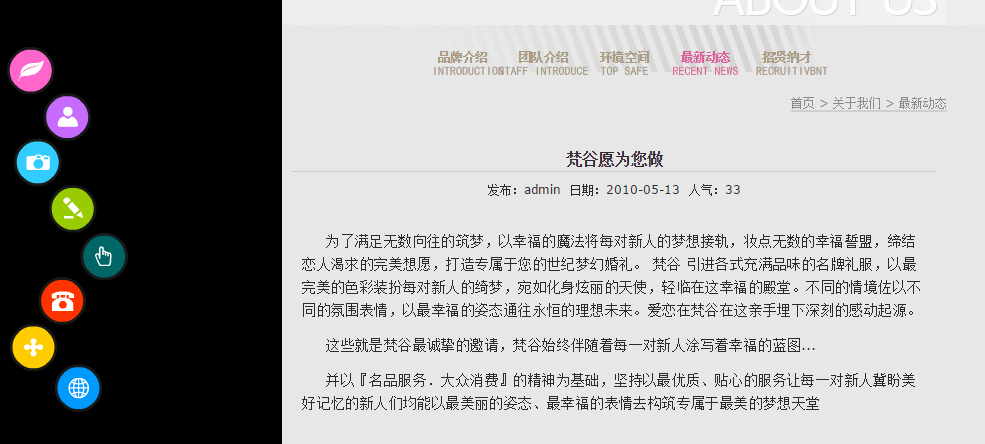 ABOUT US
品牌介绍 团队介绍 环境空间 最新动态 招贤纳才
INTRODUCTION STAFF INTRODUCE TOP SAFE RECENT NEWS RECRUITIVBNT
首页 > 关于我们 > 最新动态
梵谷愿为您做
发布：admin 日期：2010-05-13 人气：33
为了满足无数向往的筑梦，以幸福的魔法将每对新人的梦想接轨，妆点无数的幸福誓盟，缔结
恋人渴求的完美想愿，打造专属于您的世纪梦幻婚礼。 梵谷 引进各式充满品味的名牌礼服，以最
完美的色彩装扮每对新人的绮梦，宛如化身炫丽的天使，轻临在这幸福的殿堂。不同的情境佐以不
同的氛围表情，以最幸福的姿态通往永恒的理想未来。爱恋在梵谷在这亲手埋下深刻的感动起源。
这些就是梵谷最诚挚的邀请，梵谷始终伴随着每一对新人涂写着幸福的蓝图...
并以『名品服务．大众消费』的精神为基础，坚持以最优质、贴心的服务让每一对新人冀盼美
好记忆的新人们均能以最美丽的姿态、最幸福的表情去构筑专属于最美的梦想天堂